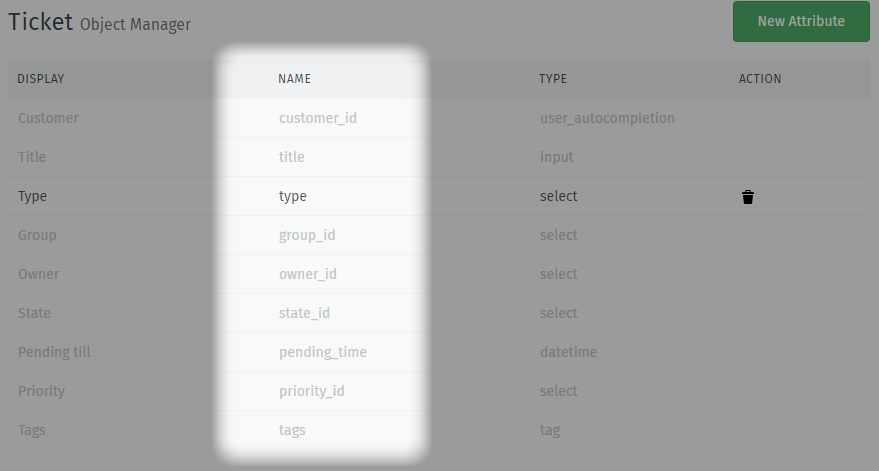 Ticket Object Manager New Attribute
DISPLAY NAME TYPE ACTION
Customer customer_id user_autocompletion
Title title input
Type type select
Group group_id select
Owner owner_id select
State state_id select
Pending till pending_time datetime
Priority priority_id select
Tags tags tag